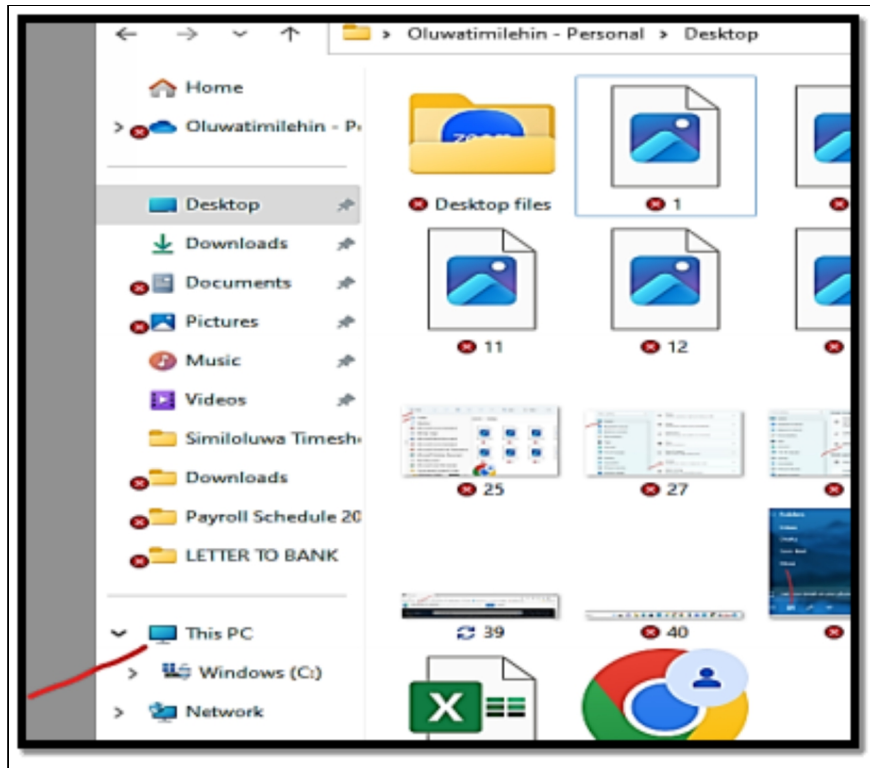 Oluwatimilehin - Personal > Desktop
Home
Oluwatimilehin - P
Desktop
Downloads
Documents
Pictures
Music
Videos
Similoluwa Timesh
Downloads
Payroll Schedule 20
LETTER TO BANK
This PC
Windows (C:)
Network
zoom
Desktop files
1
11
12
25
27
39
40
X